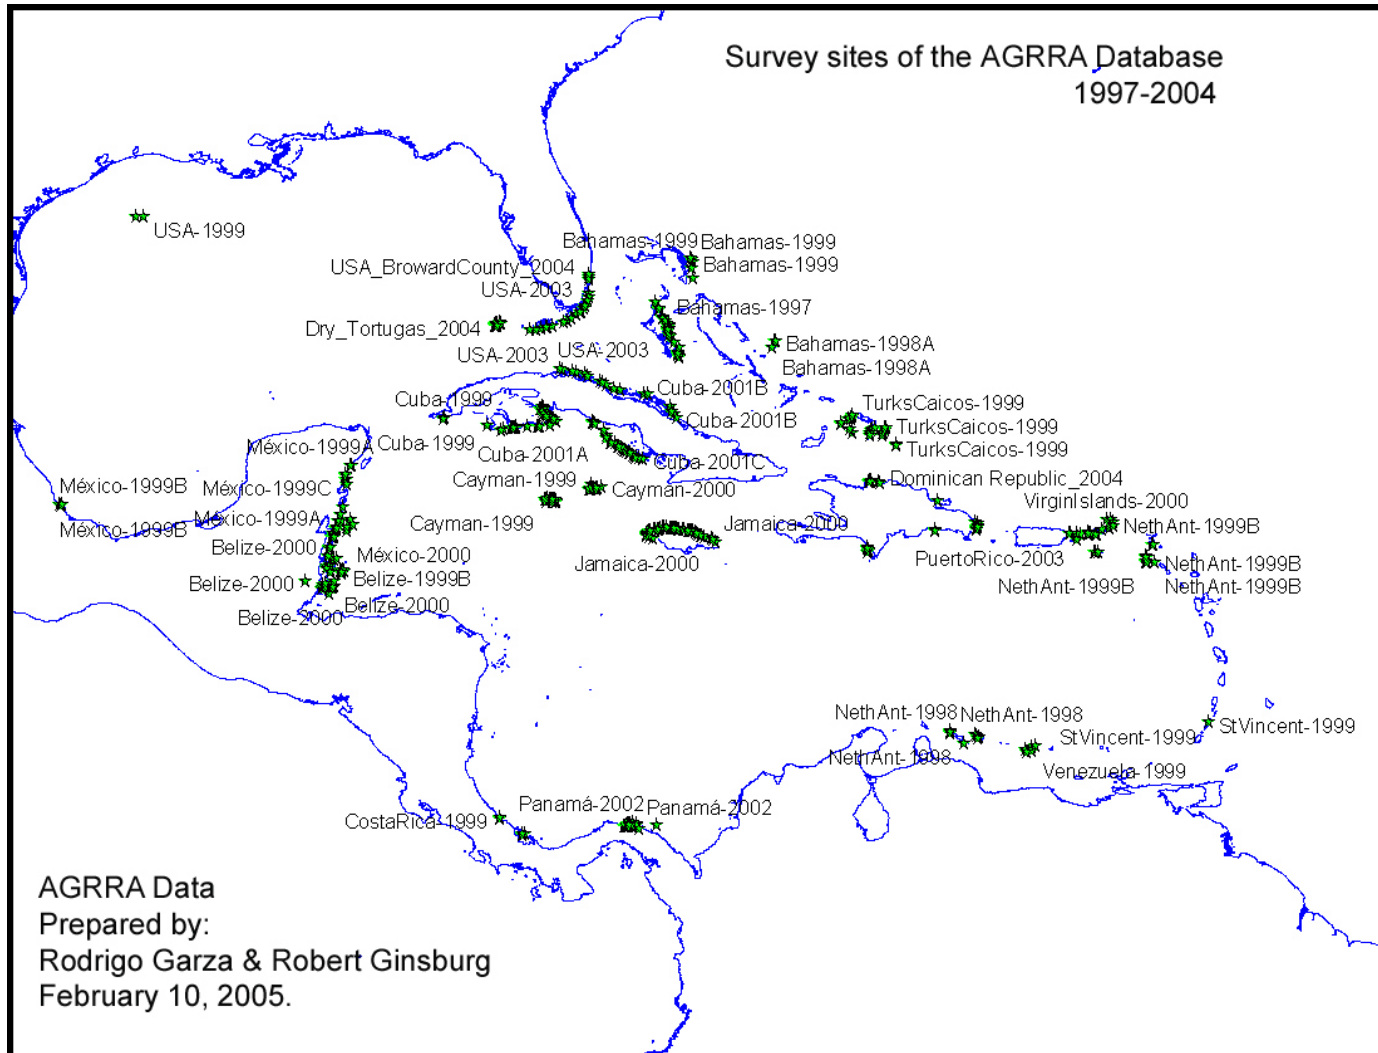 Survey sites of the AGRRA Database
1997-2004
USA-1999
Bahamas-1999
Bahamas-1999
Bahamas-1999
USA_BrowardCounty_2004
USA-2003
Bahamas-1997
Dry_Tortugas_2004
USA-2003
USA-2003
Bahamas-1998A
Bahamas-1998A
Cuba-2001B
Cuba-1999
Cuba-2001B
TurksCaicos-1999
TurksCaicos-1999
TurksCaicos-1999
México-1999A
Cuba-1999
Cuba-2001A
Cuba-2001C
México-1999B
México-1999C
Cayman-1999
Cayman-2000
Dominican Republic_2004
VirginIslands-2000
México-1999B
México-1999A
Cayman-1999
Jamaica-2000
NethAnt-1999B
Belize-2000
México-2000
Jamaica-2000
PuertoRico-2003
NethAnt-1999B
Belize-2000
Belize-1999B
NethAnt-1999B
NethAnt-1999B
Belize-2000
Belize-2000
NethAnt-1998
NethAnt-1998
StVincent-1999
StVincent-1999
NethAnt-1998
Venezuela-1999
Panamá-2002
Panamá-2002
CostaRica-1999
AGRRA Data
Prepared by:
Rodrigo Garza & Robert Ginsburg
February 10, 2005.